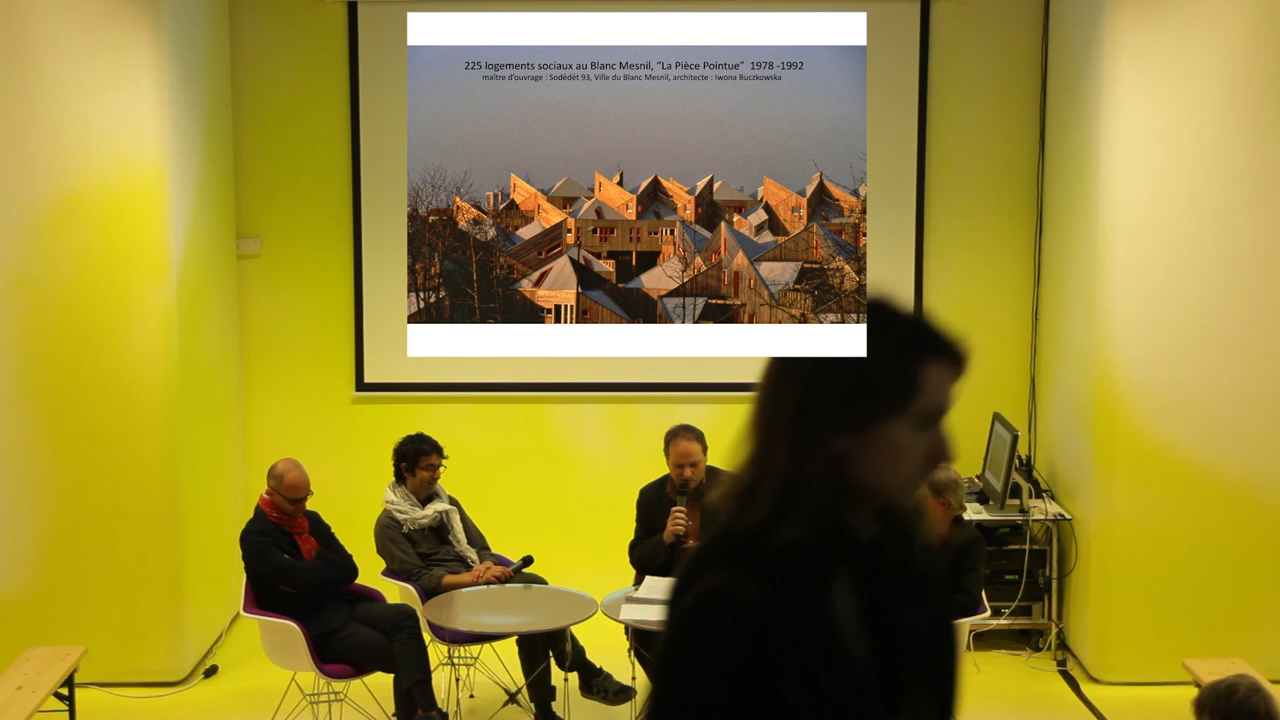 225 logements sociaux au Blanc Mesnil, “La Pièce Pointue” 1978 -1992
maître d’ouvrage : Sodédét 93, Ville du Blanc Mesnil, architecte : Iwona Buczkowska